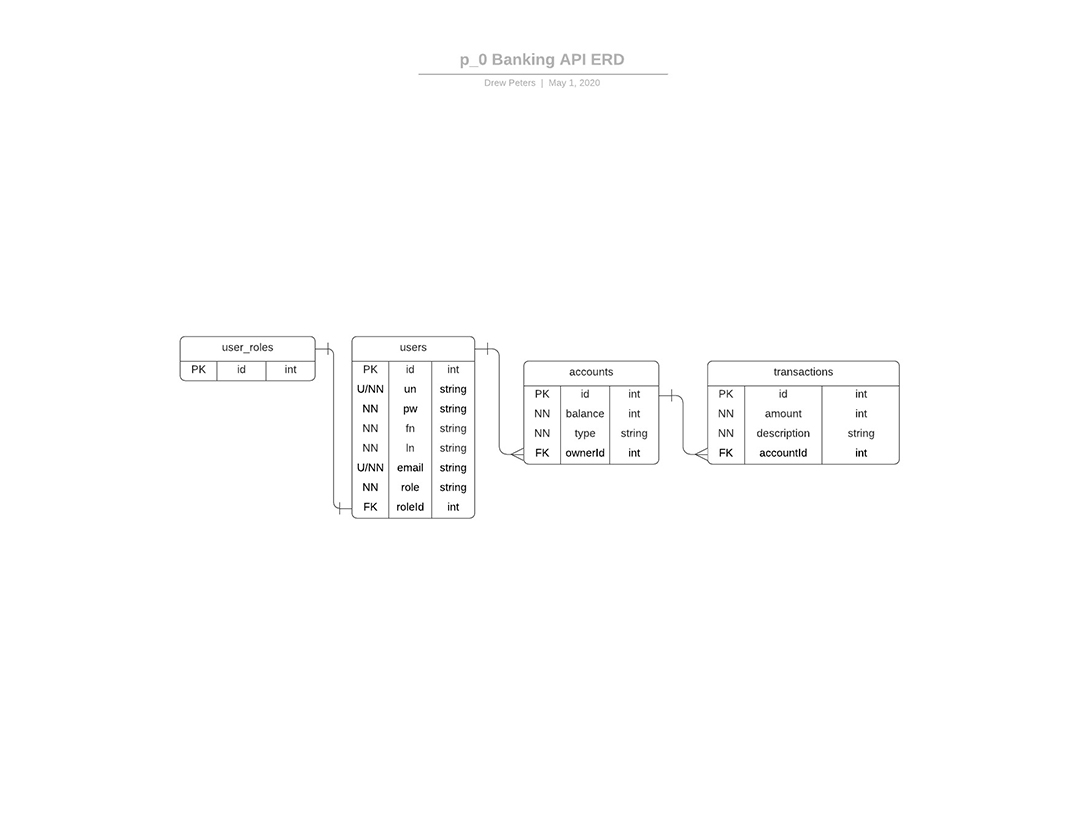 p_0 Banking API ERD
Drew Peters | May 1, 2020
user_roles
PK id int
users
PK id int
U/NN un string
NN pw string
NN fn string
NN ln string
U/NN email string
NN role string
FK roleId int
accounts
PK id int
NN balance int
NN type string
FK ownerId int
transactions
PK id int
NN amount int
NN description string
FK accountId int